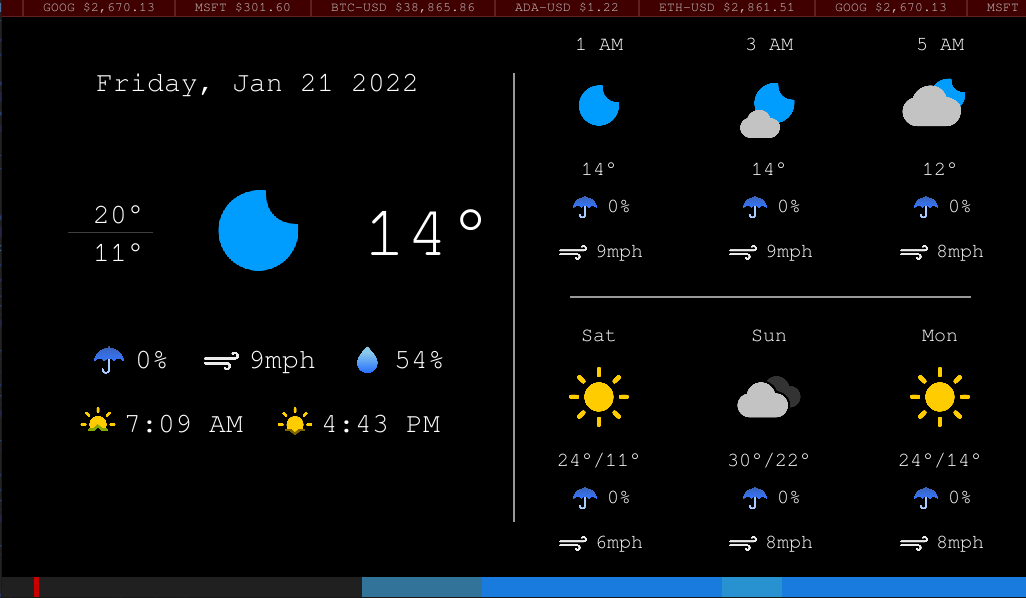 GOOG $2,670.13 MSFT $301.60 BTC-USD $38,865.86 ADA-USD $1.22 ETH-USD $2,861.51 GOOG $2,670.13 MSFT
Friday, Jan 21 2022
20°
11°
14°
0% 9mph 54%
7:09 AM 4:43 PM
1 AM 3 AM 5 AM
14° 14° 12°
0% 0% 0%
9mph 9mph 8mph
Sat Sun Mon
24°/11° 30°/22° 24°/14°
0% 0% 0%
6mph 8mph 8mph